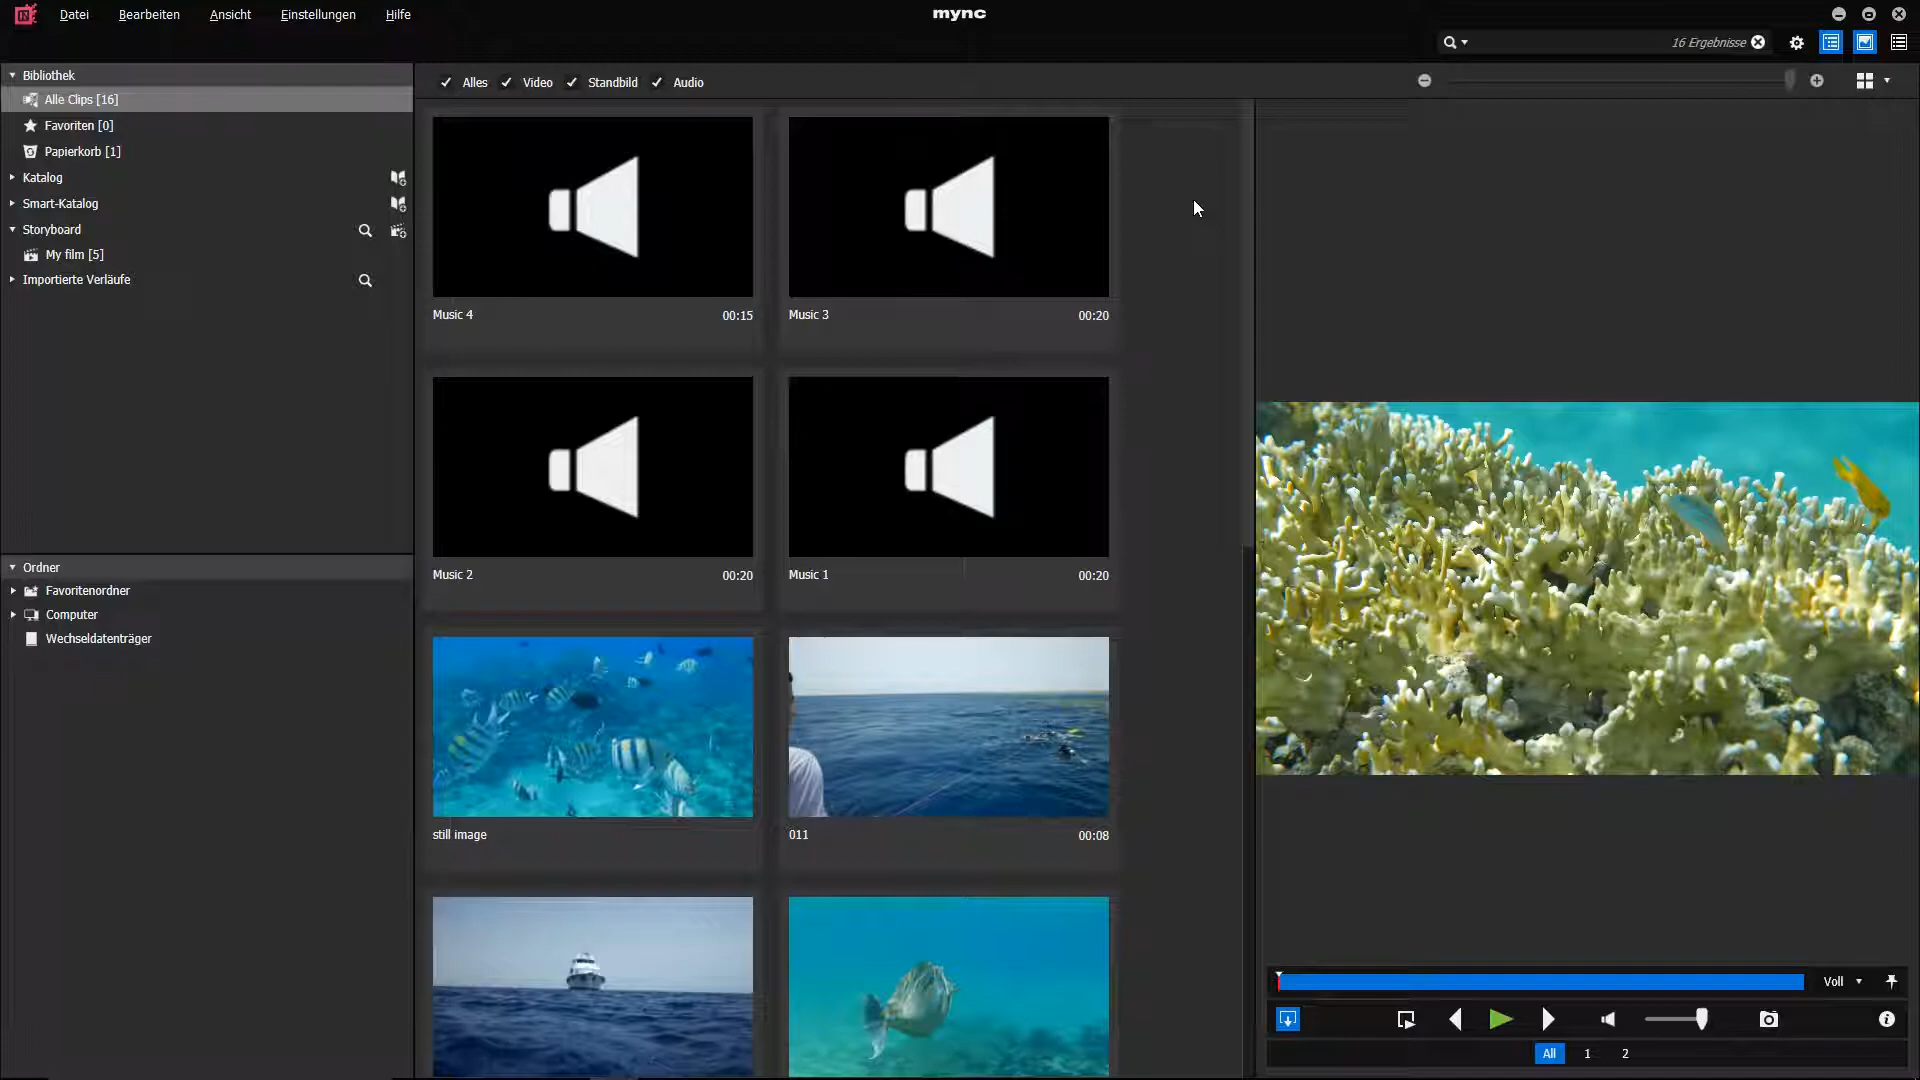 Datei Bearbeiten Ansicht Einstellungen Hilfe mync
16 Ergebnisse
Bibliothek
Alle Clips [16]
Favoriten [0]
Papierkorb [1]
Katalog
Smart-Katalog
Storyboard
My film [5]
Importierte Verläufe
Ordner
Favoritenordner
Computer
Wechseldatenträger
Alles Video Standbild Audio
Music 4 00:15
Music 3 00:20
Music 2 00:20
Music 1 00:20
still image
011 00:08
Voll
All 1 2